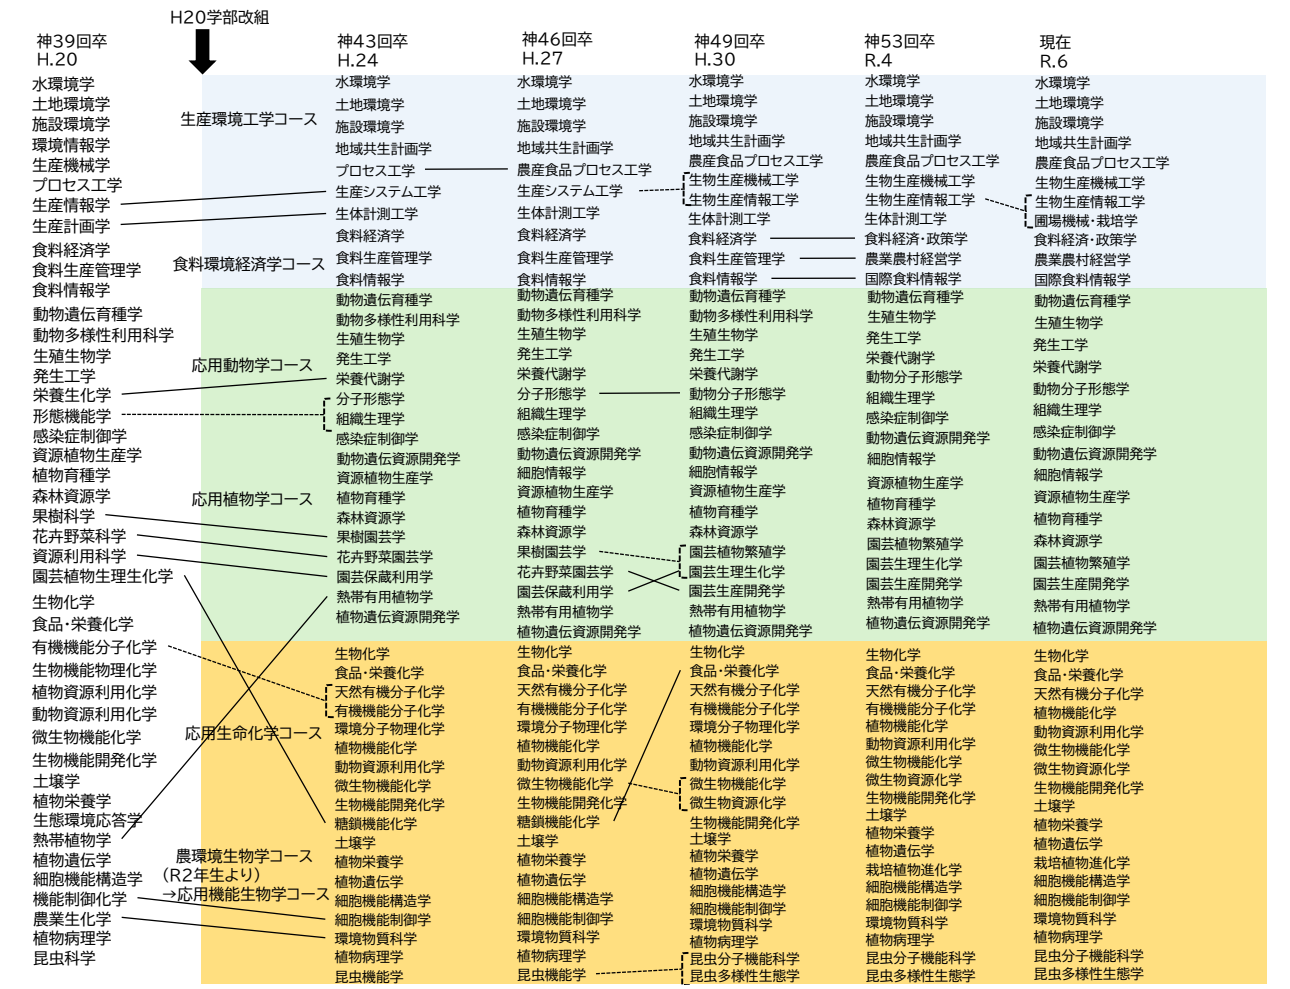 H20学部改組
神39回卒
H.20
水環境学
土地環境学
施設環境学
環境情報学
生産機械学
プロセス工学
生産情報学
生産計画学
食料経済学
食料生産管理学
食料情報学
動物遺伝育種学
動物多様性利用科学
生殖生物学
発生工学
栄養生化学
形態機能学
感染症制御学
資源植物生産学
植物育種学
森林資源学
果樹科学
花卉野菜科学
資源利用科学
園芸植物生理生化学
生物化学
食品・栄養化学
有機機能分子化学
生物機能物理化学
植物資源利用化学
動物資源利用化学
微生物機能化学
生物機能開発化学
土壌学
植物栄養学
生態環境応答学
熱帯植物学
植物遺伝学
細胞機能構造学
機能制御化学
農業生化学
植物病理学
昆虫科学
生産環境工学コース
食料環境経済学コース
応用動物学コース
応用植物学コース
応用生命化学コース
農環境生物学コース
(R2年生より)
→応用機能生物学コース
神43回卒
H.24
水環境学
土地環境学
施設環境学
地域共生計画学
プロセス工学
生産システム工学
生体計測工学
食料経済学
食料生産管理学
食料情報学
動物遺伝育種学
動物多様性利用科学
生殖生物学
発生工学
栄養代謝学
分子形態学
組織生理学
感染症制御学
動物遺伝資源開発学
資源植物生産学
植物育種学
森林資源学
果樹園芸学
花卉野菜園芸学
園芸保蔵利用学
熱帯有用植物学
植物遺伝資源開発学
生物化学
食品・栄養化学
天然有機分子化学
有機機能分子化学
環境分子物理化学
植物機能化学
動物資源利用化学
微生物機能化学
生物機能開発化学
糖鎖機能化学
土壌学
植物栄養学
植物遺伝学
細胞機能構造学
細胞機能制御学
環境物質科学
植物病理学
昆虫機能学
神46回卒
H.27
水環境学
土地環境学
施設環境学
地域共生計画学
農産食品プロセス工学
生産システム工学
生体計測工学
食料経済学
食料生産管理学
食料情報学
動物遺伝育種学
動物多様性利用科学
生殖生物学
発生工学
栄養代謝学
分子形態学
組織生理学
感染症制御学
動物遺伝資源開発学
細胞情報学
資源植物生産学
植物育種学
森林資源学
果樹園芸学
花卉野菜園芸学
園芸保蔵利用学
熱帯有用植物学
植物遺伝資源開発学
生物化学
食品・栄養化学
天然有機分子化学
有機機能分子化学
環境分子物理化学
植物機能化学
動物資源利用化学
微生物機能化学
生物機能開発化学
糖鎖機能化学
土壌学
植物栄養学
植物遺伝学
細胞機能構造学
細胞機能制御学
環境物質科学
植物病理学
昆虫機能学
神49回卒
H.30
水環境学
土地環境学
施設環境学
地域共生計画学
農産食品プロセス工学
生物生産機械工学
生物生産情報工学
生体計測工学
食料経済学
食料生産管理学
食料情報学
動物遺伝育種学
動物多様性利用科学
生殖生物学
発生工学
栄養代謝学
動物分子形態学
組織生理学
感染症制御学
動物遺伝資源開発学
細胞情報学
資源植物生産学
植物育種学
森林資源学
園芸植物繁殖学
園芸生理生化学
園芸生産開発学
熱帯有用植物学
植物遺伝資源開発学
生物化学
食品・栄養化学
天然有機分子化学
有機機能分子化学
環境分子物理化学
植物機能化学
動物資源利用化学
微生物機能化学
微生物資源化学
生物機能開発化学
土壌学
植物栄養学
植物遺伝学
細胞機能構造学
細胞機能制御学
環境物質科学
植物病理学
昆虫分子機能科学
昆虫多様性生態学
神53回卒
R.4
水環境学
土地環境学
施設環境学
地域共生計画学
農産食品プロセス工学
生物生産機械工学
生物生産情報工学
生体計測工学
食料経済・政策学
農業農村経営学
国際食料情報学
動物遺伝育種学
生殖生物学
発生工学
栄養代謝学
動物分子形態学
組織生理学
感染症制御学
動物遺伝資源開発学
細胞情報学
資源植物生産学
植物育種学
森林資源学
園芸植物繁殖学
園芸生理生化学
園芸生産開発学
熱帯有用植物学
植物遺伝資源開発学
生物化学
食品・栄養化学
天然有機分子化学
有機機能分子化学
植物機能化学
動物資源利用化学
微生物機能化学
微生物資源化学
生物機能開発化学
土壌学
植物栄養学
植物遺伝学
栽培植物進化学
細胞機能構造学
細胞機能制御学
環境物質科学
植物病理学
昆虫分子機能科学
昆虫多様性生態学
現在
R.6
水環境学
土地環境学
施設環境学
地域共生計画学
農産食品プロセス工学
生物生産機械工学
生物生産情報工学
圃場機械・栽培学
食料経済・政策学
農業農村経営学
国際食料情報学
動物遺伝育種学
生殖生物学
発生工学
栄養代謝学
動物分子形態学
組織生理学
感染症制御学
動物遺伝資源開発学
細胞情報学
資源植物生産学
植物育種学
森林資源学
園芸植物繁殖学
園芸生産開発学
熱帯有用植物学
植物遺伝資源開発学
生物化学
食品・栄養化学
天然有機分子化学
植物機能化学
動物資源利用化学
微生物機能化学
微生物資源化学
生物機能開発化学
土壌学
植物栄養学
植物遺伝学
栽培植物進化学
細胞機能構造学
細胞機能制御学
環境物質科学
植物病理学
昆虫分子機能科学
昆虫多様性生態学